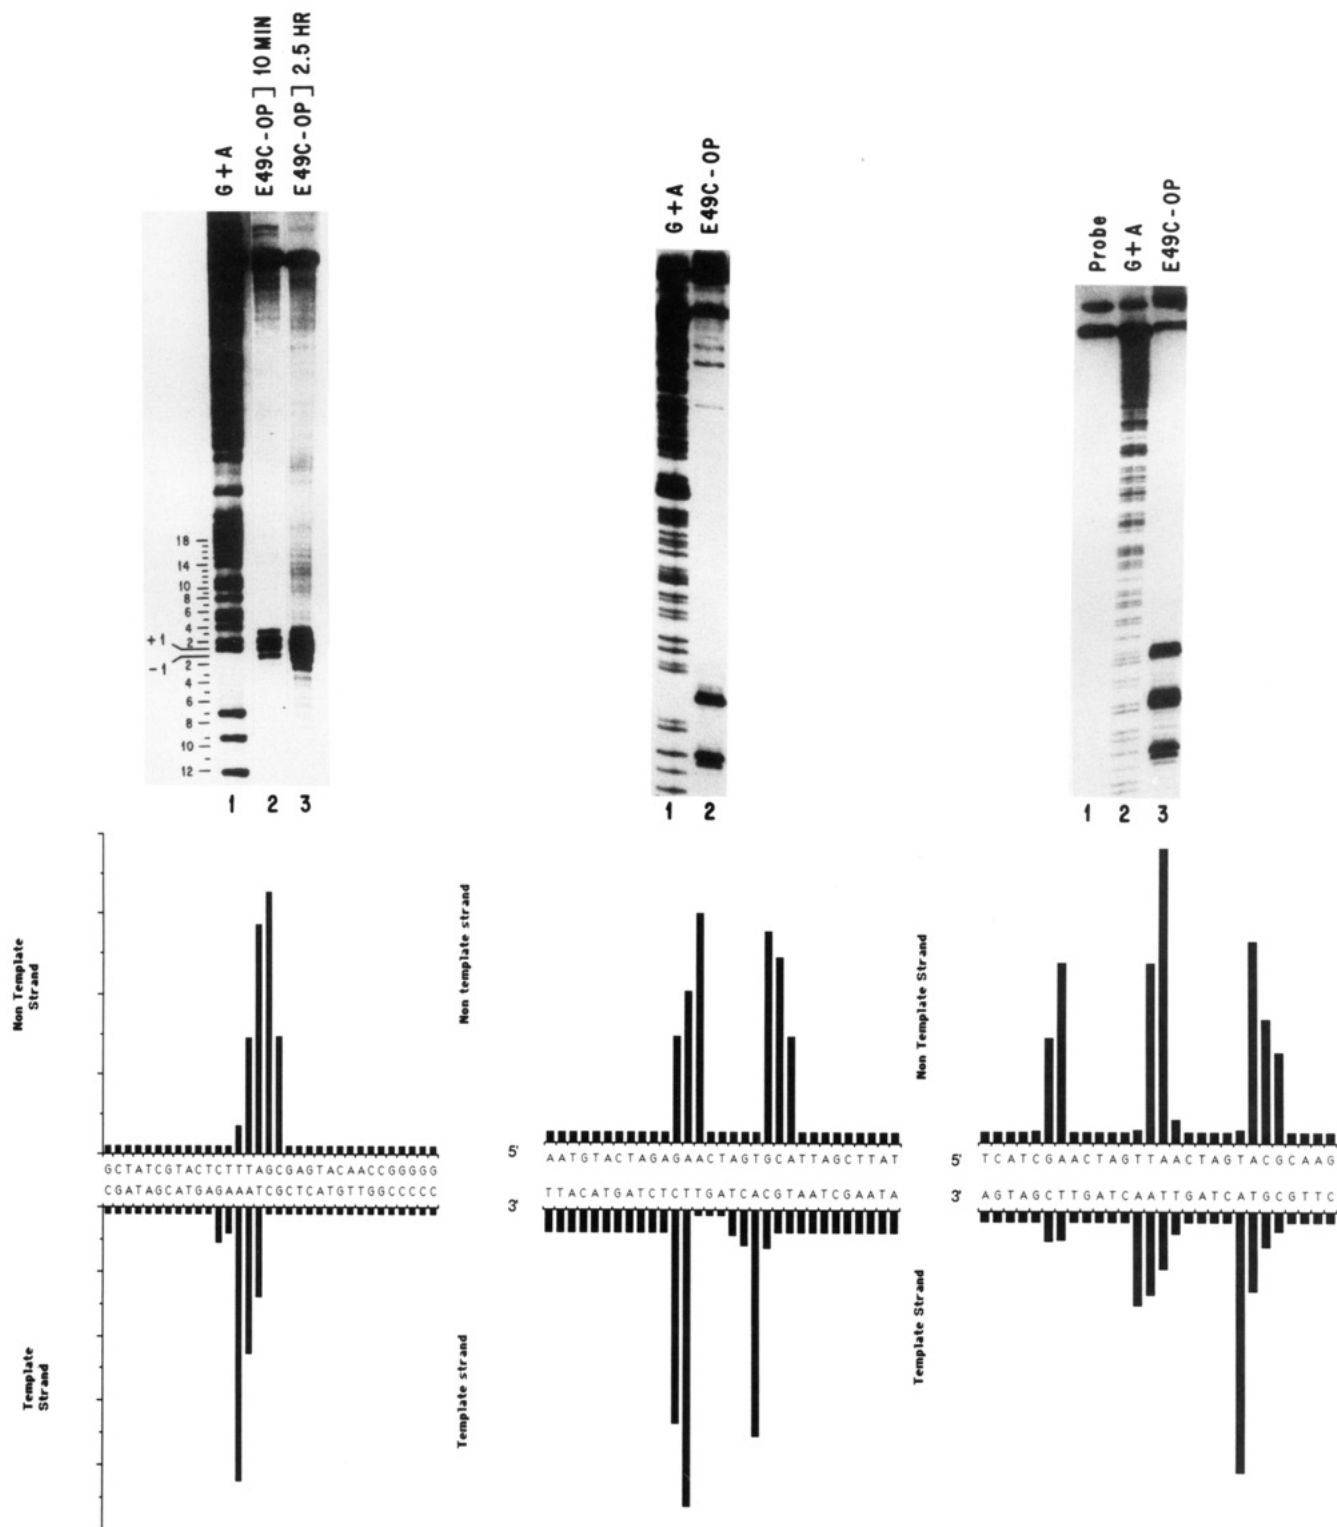 G+A
E49C-OP] 10 MIN
E49C-OP] 2.5 HR
18
14
10
8
6
4
+1
2
-1
2
4
6
8
10
12
1 2 3
G+A
E49C-OP
1 2
Probe
G+A
E49C-OP
1 2 3
Non Template
Strand
GCTATCGTACTCTTTAGCGAGTACAACCGGGGG
CGATAGCATGAGAAATCGCTCATGTTGGCCCCC
Template
Strand
Non template strand
5'
AATGTACTAGAGAACTAGTGCATTAGCTTAT
TTACATGATCTCTTGATCACGTAATCGAATA
3'
Template strand
Non Template Strand
5'
TCATCGAACTAGTTAACTAGTACGCAAG
AGTAGCTTGATCAATTGATCATGCGTTC
3'
Template Strand